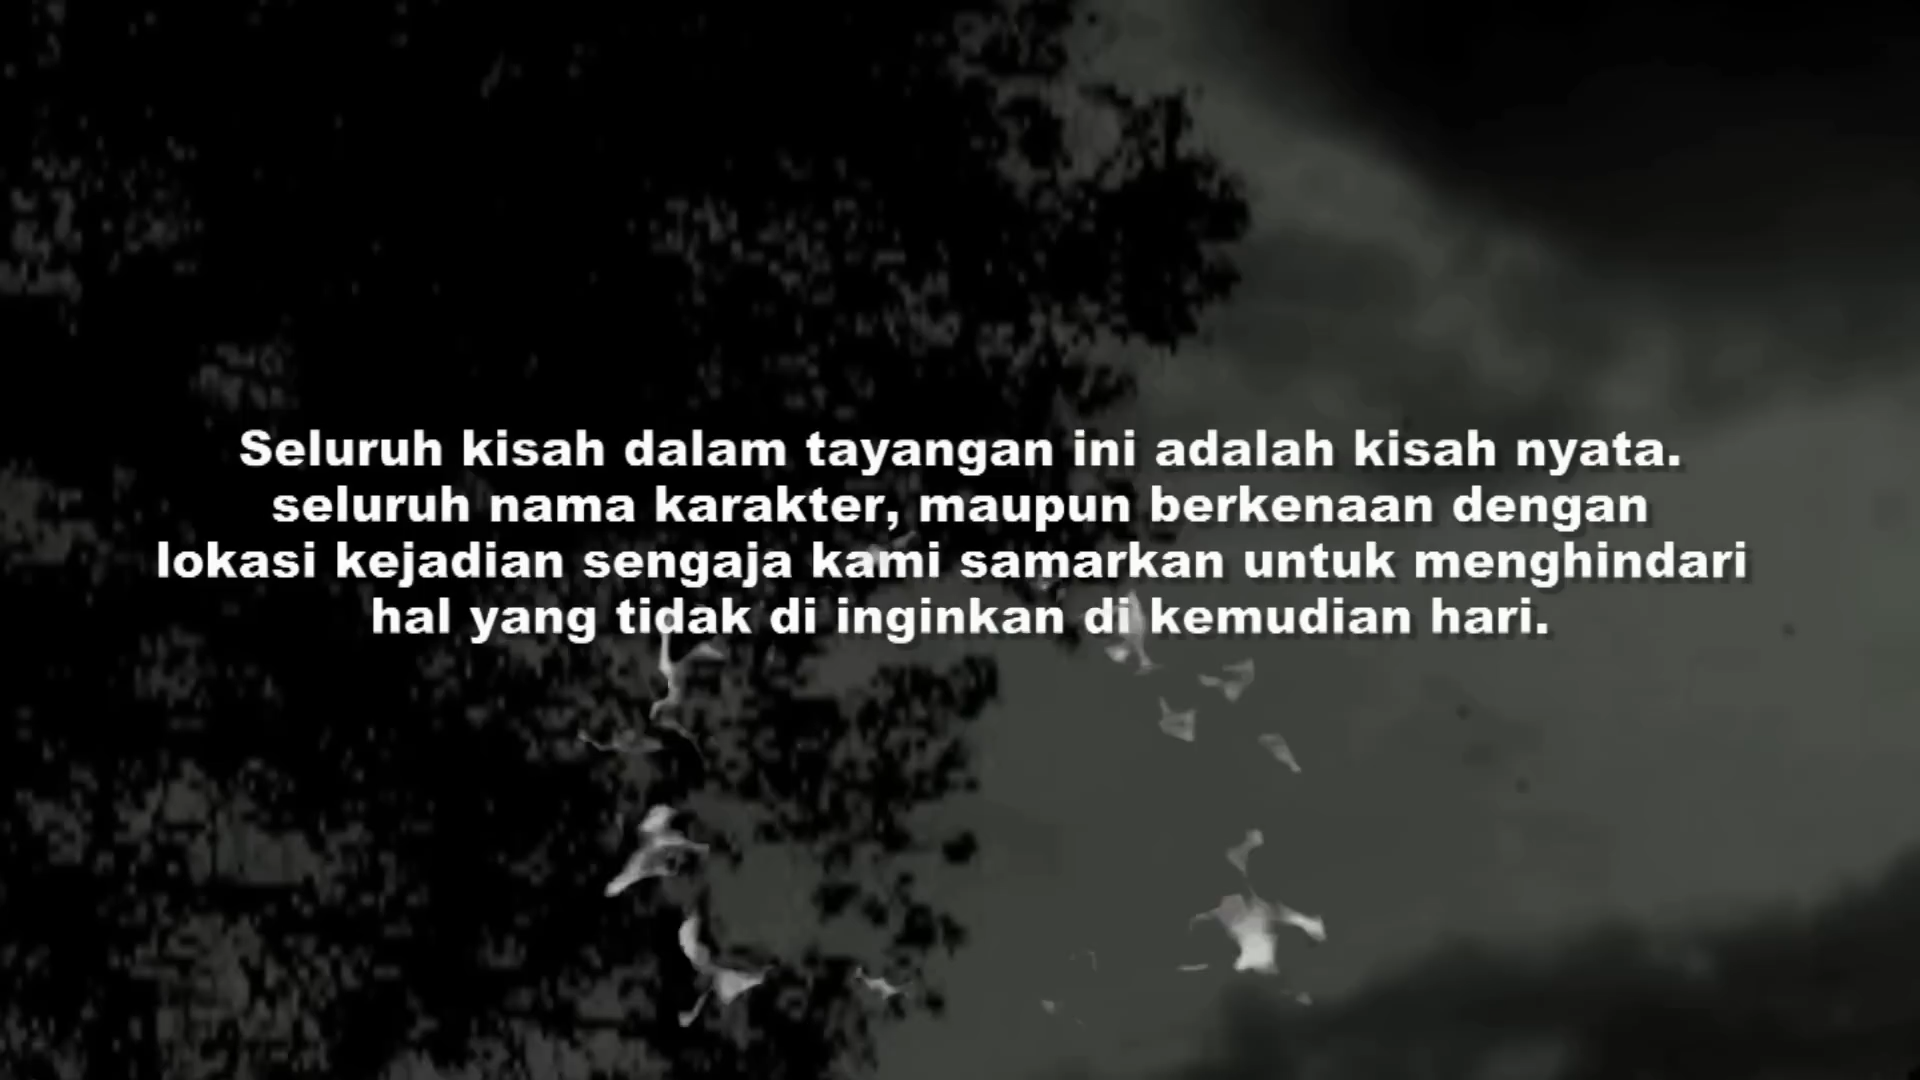 Seluruh kisah dalam tayangan ini adalah kisah nyata.
seluruh nama karakter, maupun berkenaan dengan
lokasi kejadian sengaja kami samarkan untuk menghindari
hal yang tidak di inginkan di kemudian hari.